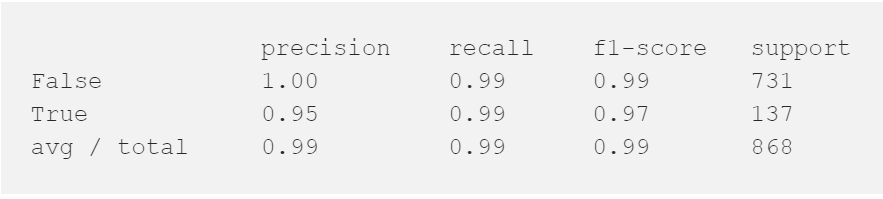 precision recall f1-score support
False 1.00 0.99 0.99 731
True 0.95 0.99 0.97 137
avg / total 0.99 0.99 0.99 868